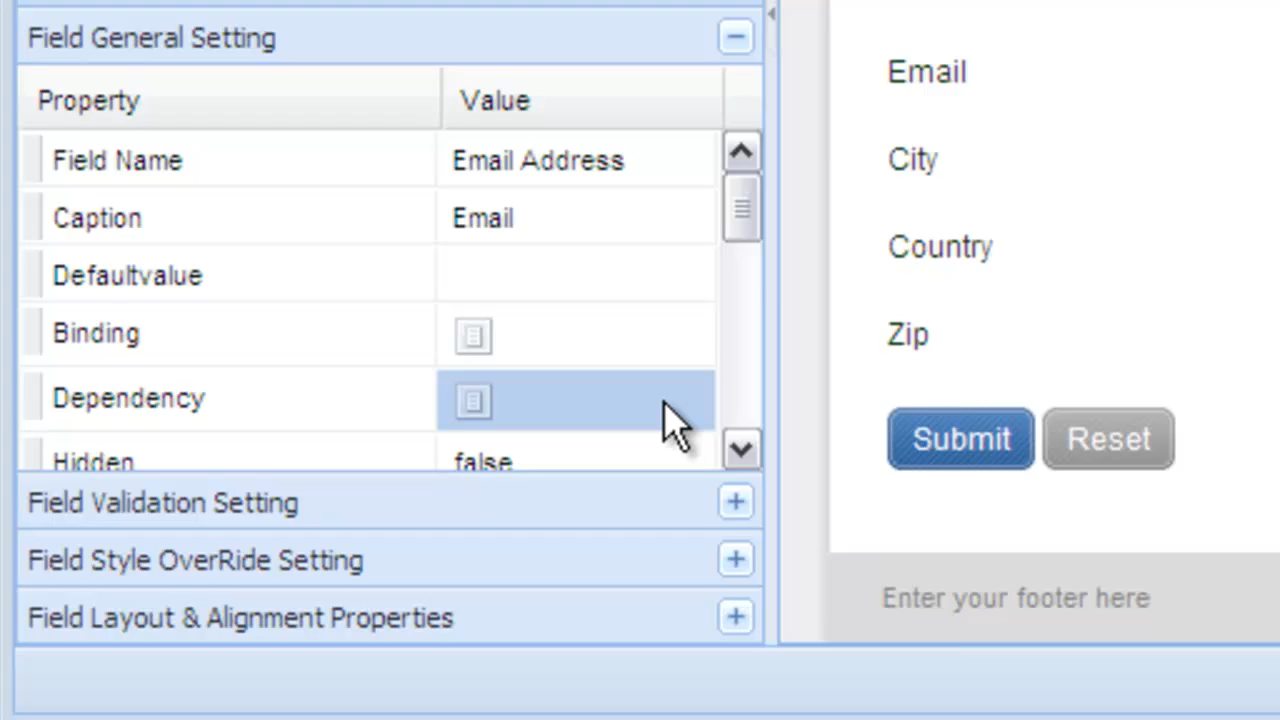 Field General Setting
Property Value
Field Name Email Address
Caption Email
Defaultvalue
Binding
Dependency
Hidden false
Field Validation Setting
Field Style OverRide Setting
Field Layout & Alignment Properties
Email
City
Country
Zip
Submit Reset
Enter your footer here